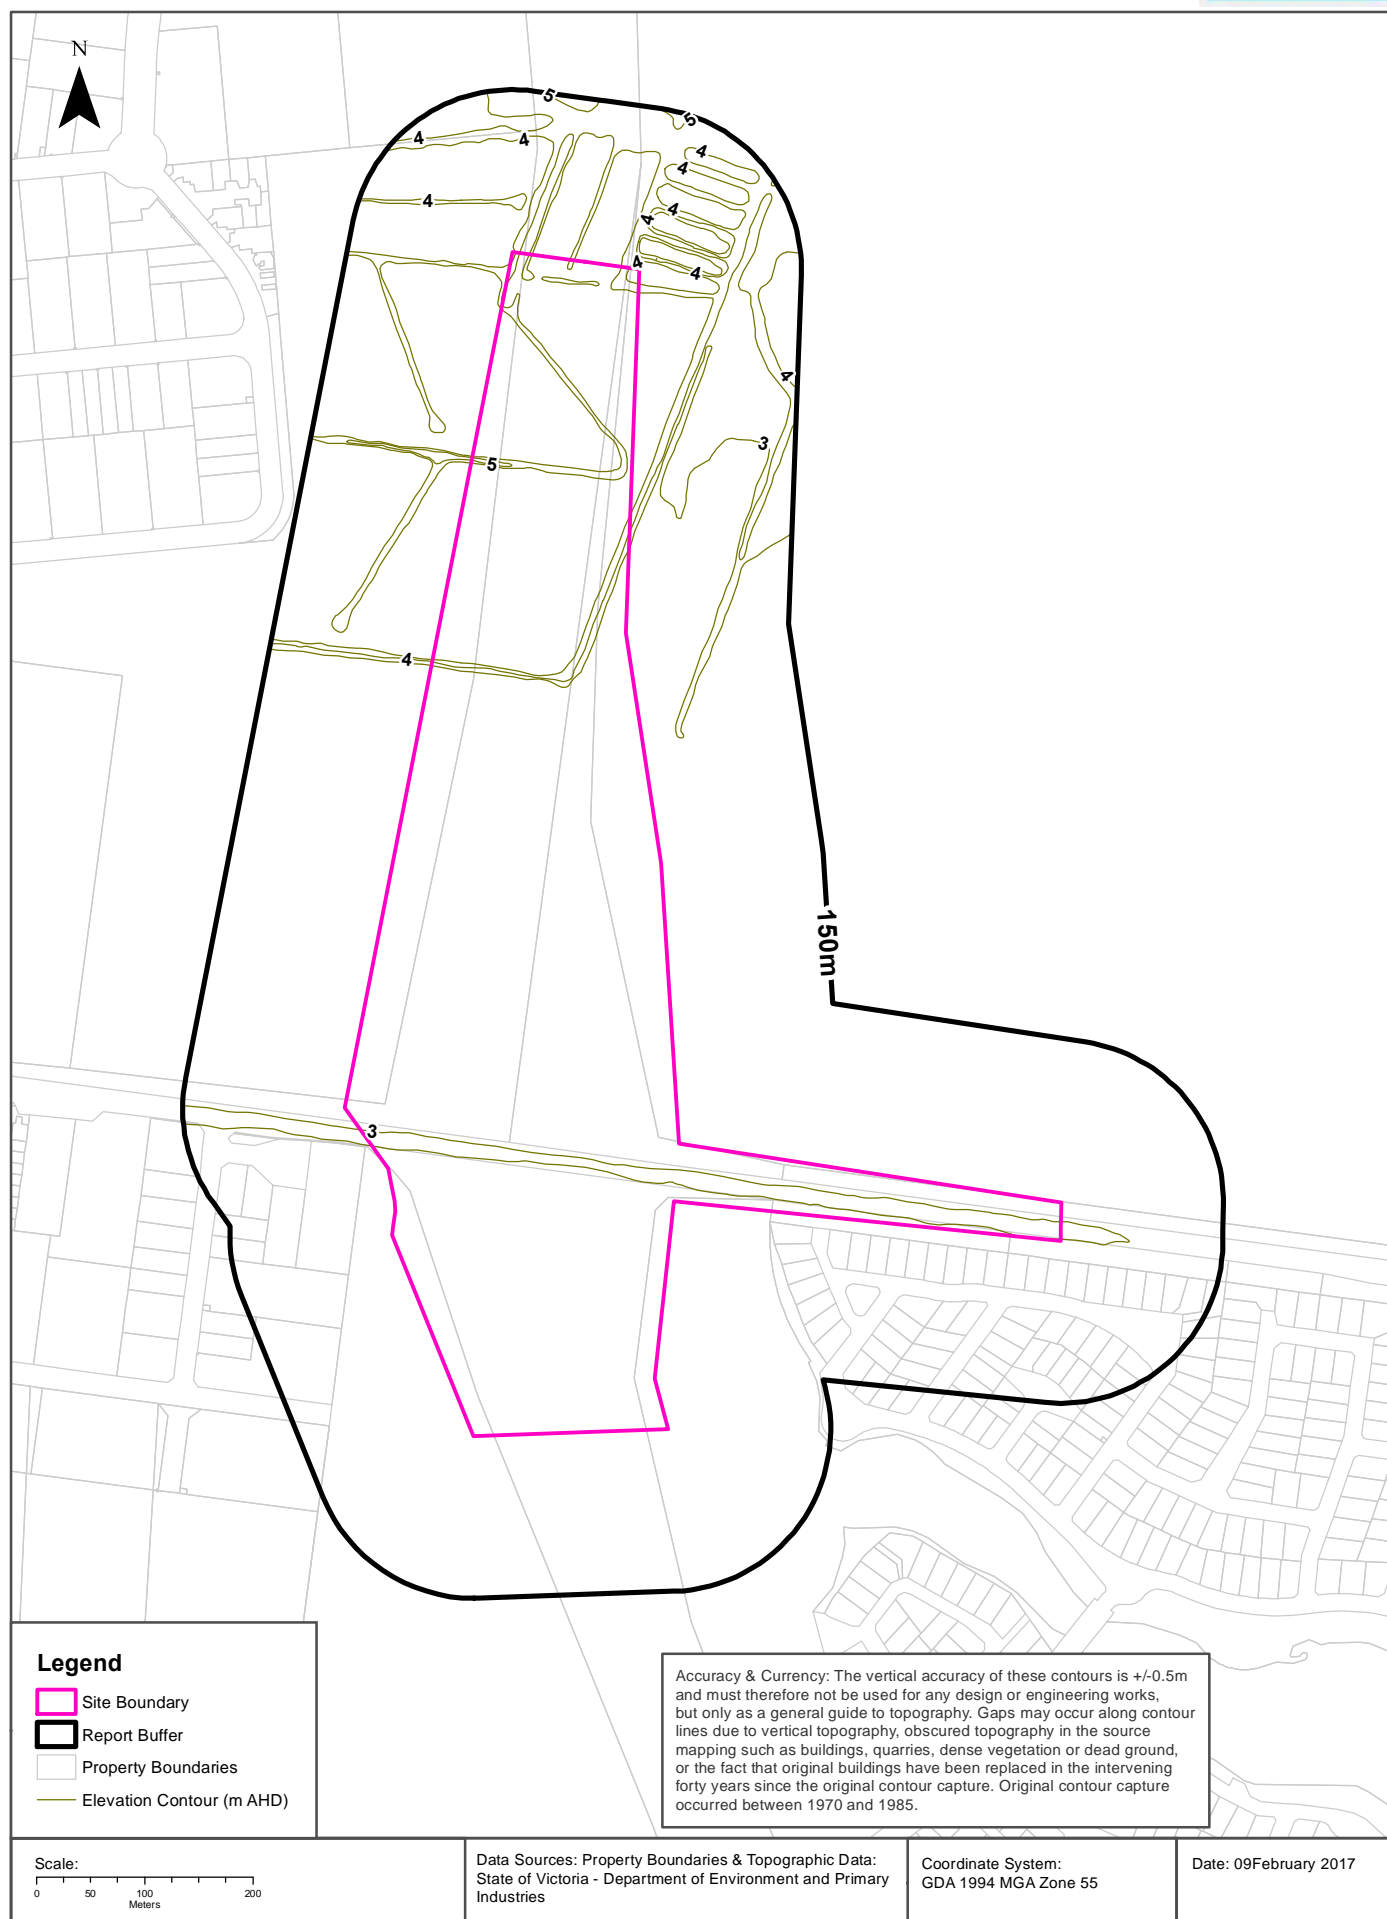 N
5
5
4
4
4
4
4
4
4
4
4
4
3
5
4
150m
3
Legend
Site Boundary
Report Buffer
Property Boundaries
Elevation Contour (m AHD)
Accuracy & Currency: The vertical accuracy of these contours is +/-0.5m
and must therefore not be used for any design or engineering works,
but only as a general guide to topography. Gaps may occur along contour
lines due to vertical topography, obscured topography in the source
mapping such as buildings, quarries, dense vegetation or dead ground,
or the fact that original buildings have been replaced in the intervening
forty years since the original contour capture. Original contour capture
occurred between 1970 and 1985.
Scale:
0 50 100 200
Meters
Data Sources: Property Boundaries & Topographic Data:
State of Victoria - Department of Environment and Primary
Industries
Coordinate System:
GDA 1994 MGA Zone 55
Date: 09February 2017